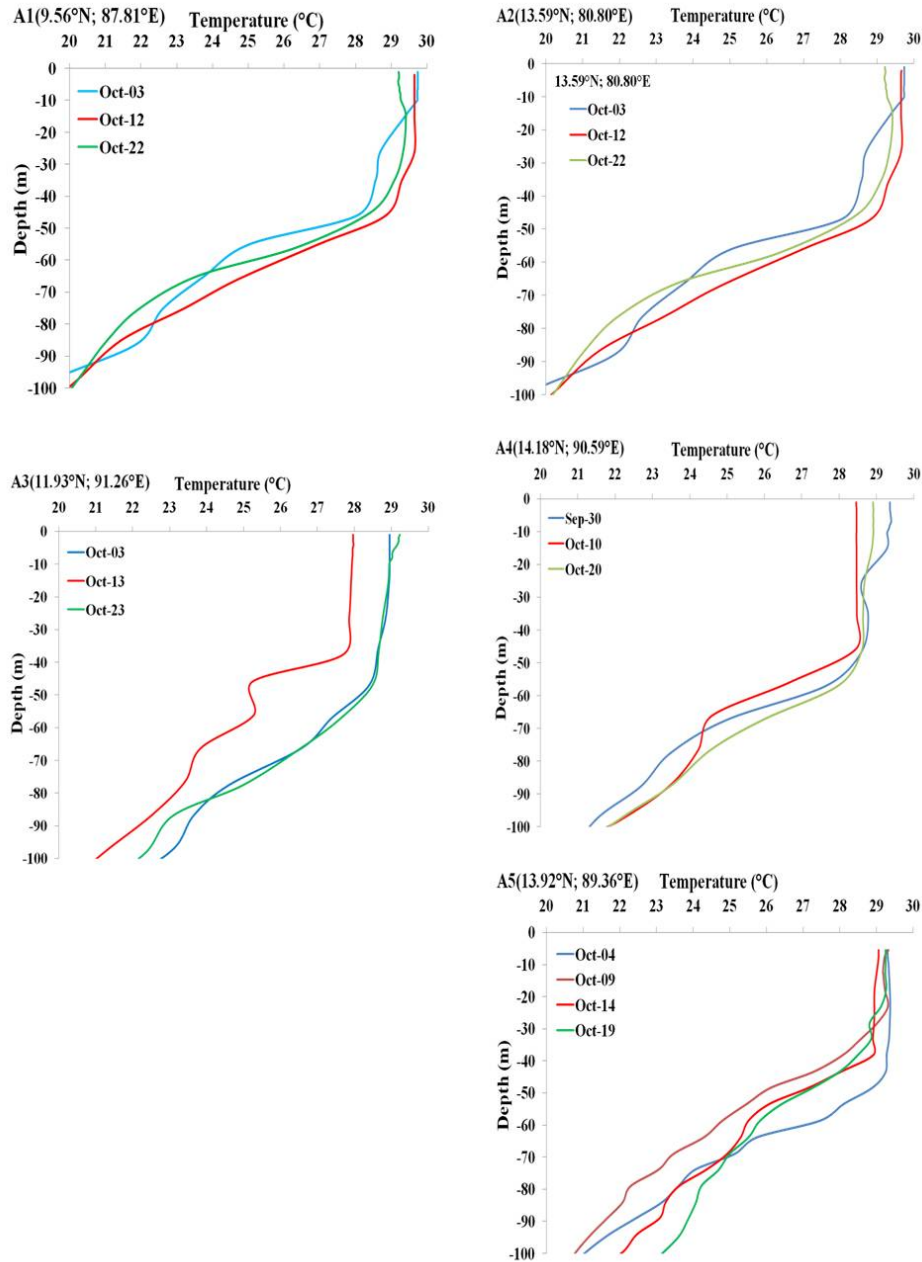 A1(9.56°N; 87.81°E) Temperature (°C)
20 21 22 23 24 25 26 27 28 29 30
0
-10
-20
-30
-40
-50
-60
-70
-80
-90
-100
Depth (m)
Oct-03
Oct-12
Oct-22
A2(13.59°N; 80.80°E) Temperature (°C)
20 21 22 23 24 25 26 27 28 29 30
0
-10
-20
-30
-40
-50
-60
-70
-80
-90
-100
Depth (m)
13.59°N; 80.80°E
Oct-03
Oct-12
Oct-22
A3(11.93°N; 91.26°E) Temperature (°C)
20 21 22 23 24 25 26 27 28 29 30
0
-10
-20
-30
-40
-50
-60
-70
-80
-90
-100
Depth (m)
Oct-03
Oct-13
Oct-23
A4(14.18°N; 90.59°E) Temperature (°C)
20 21 22 23 24 25 26 27 28 29 30
0
-10
-20
-30
-40
-50
-60
-70
-80
-90
-100
Depth (m)
Sep-30
Oct-10
Oct-20
A5(13.92°N; 89.36°E) Temperature (°C)
20 21 22 23 24 25 26 27 28 29 30
0
-10
-20
-30
-40
-50
-60
-70
-80
-90
-100
Depth (m)
Oct-04
Oct-09
Oct-14
Oct-19